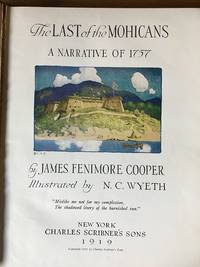 The LAST of the MOHICANS
A NARRATIVE OF 1757
by JAMES FENIMORE COOPER
Illustrated by N. C. WYETH
"Mislike me not for my complexion,
The shadowed livery of the burnished sun."
NEW YORK
CHARLES SCRIBNER'S SONS
1919